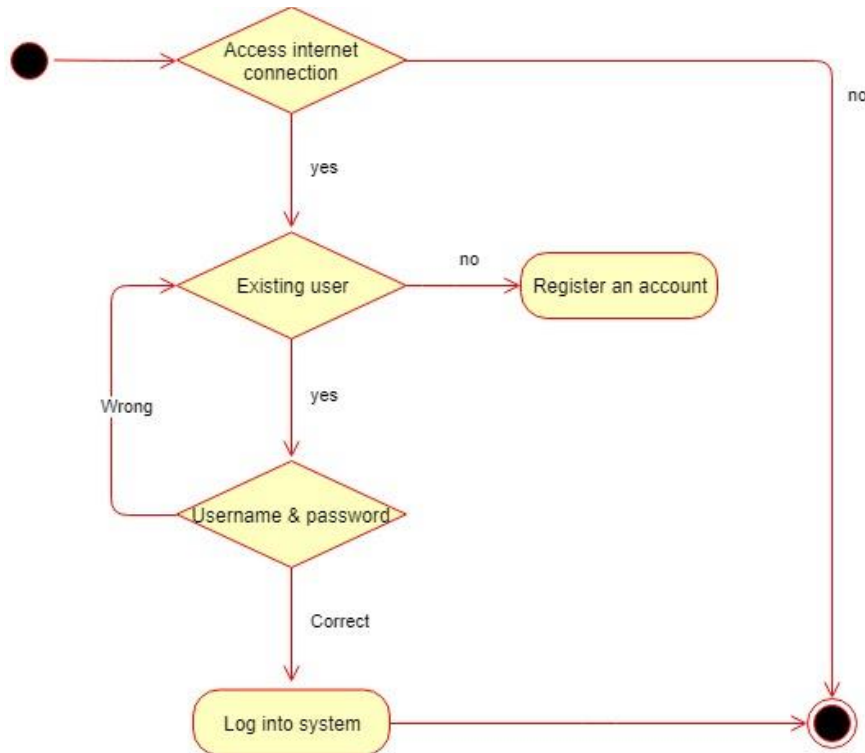 Access internet
connection
no
yes
Existing user
no
Register an account
Wrong
yes
Username & password
Correct
Log into system